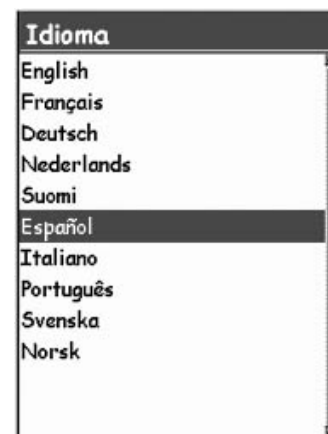 Idioma
English
Français
Deutsch
Nederlands
Suomi
Español
Italiano
Português
Svenska
Norsk